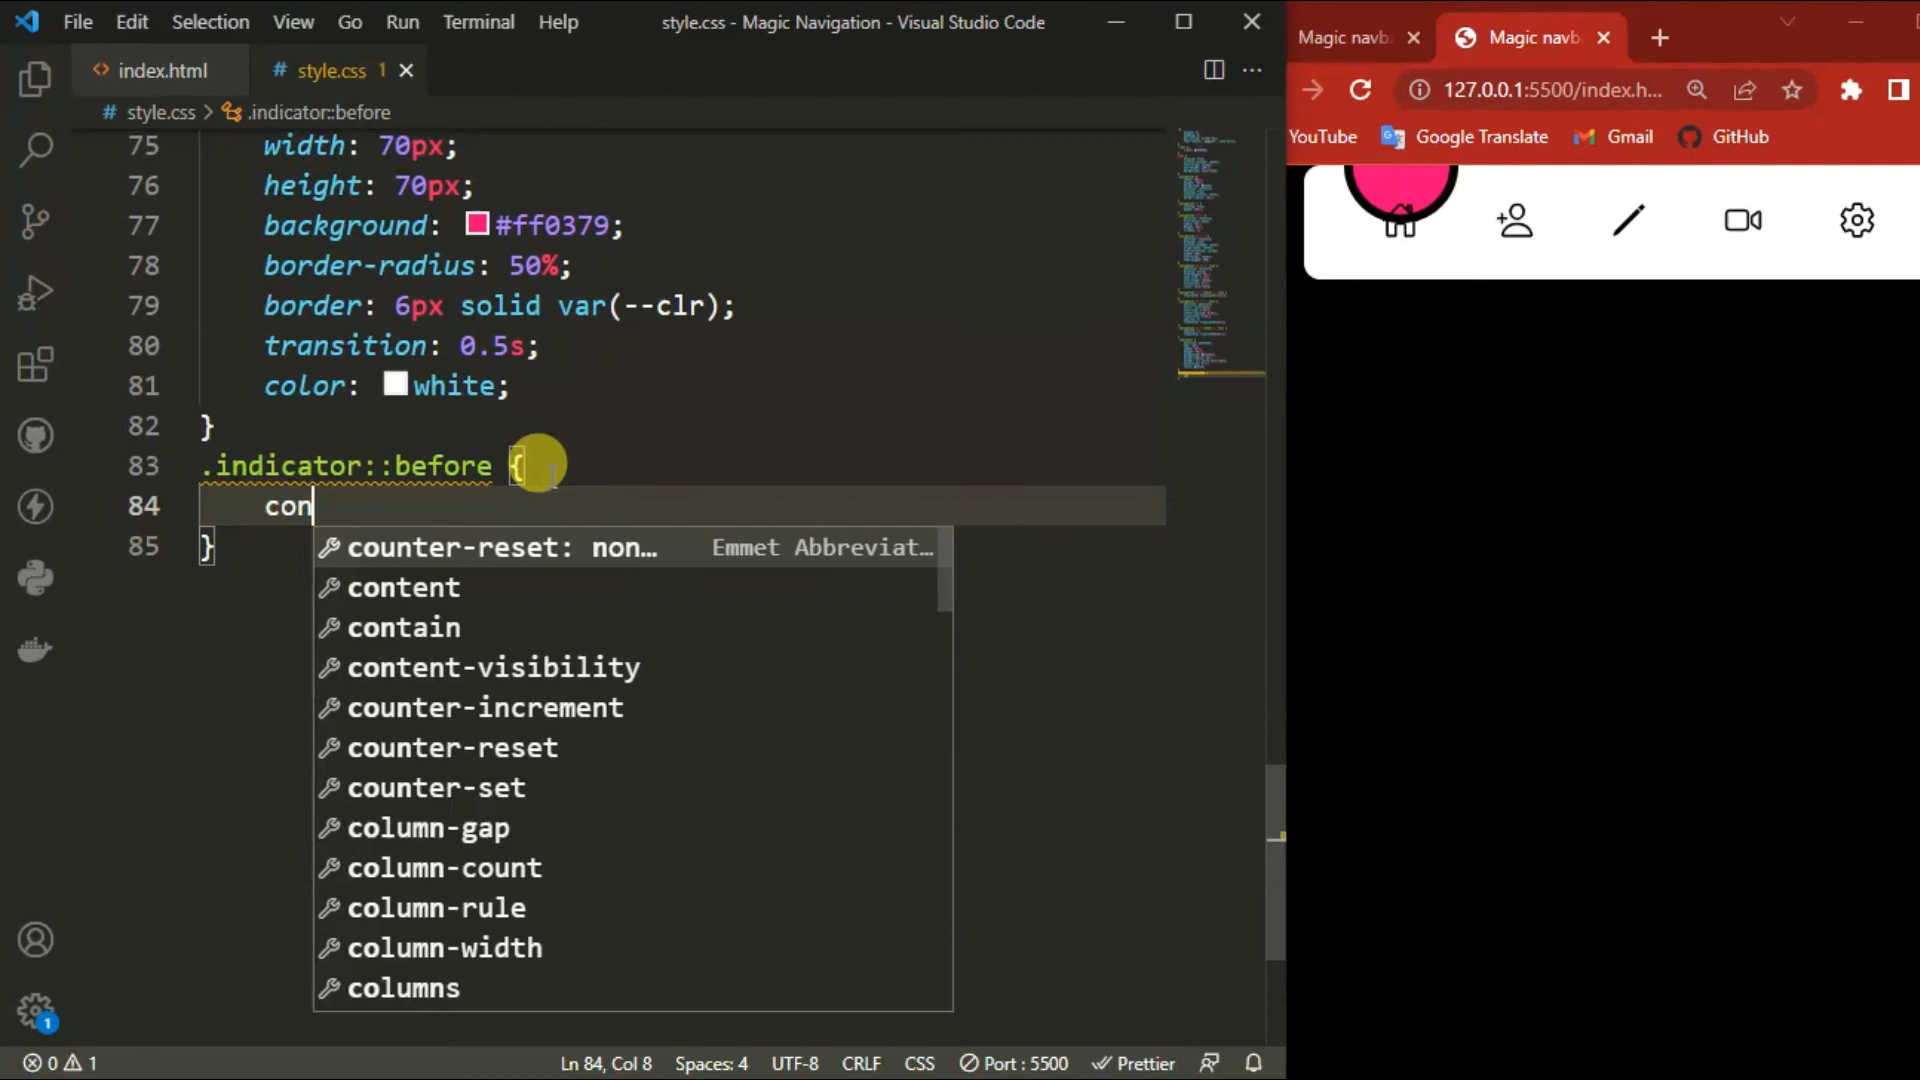 File Edit Selection View Go Run Terminal Help style.css - Magic Navigation - Visual Studio Code
index.html
# style.css 1
# style.css > .indicator::before
75 width: 70px;
76 height: 70px;
77 background: #ff0379;
78 border-radius: 50%;
79 border: 6px solid var(--clr);
80 transition: 0.5s;
81 color: white;
82 }
83 .indicator::before {
84 con
85 }
counter-reset: non… Emmet Abbreviat…
content
contain
content-visibility
counter-increment
counter-reset
counter-set
column-gap
column-count
column-rule
column-width
columns
1
0 1 Ln 84, Col 8 Spaces: 4 UTF-8 CRLF CSS Port : 5500 Prettier
Magic navb
Magic navb
127.0.0.1:5500/index.h...
YouTube Google Translate Gmail GitHub